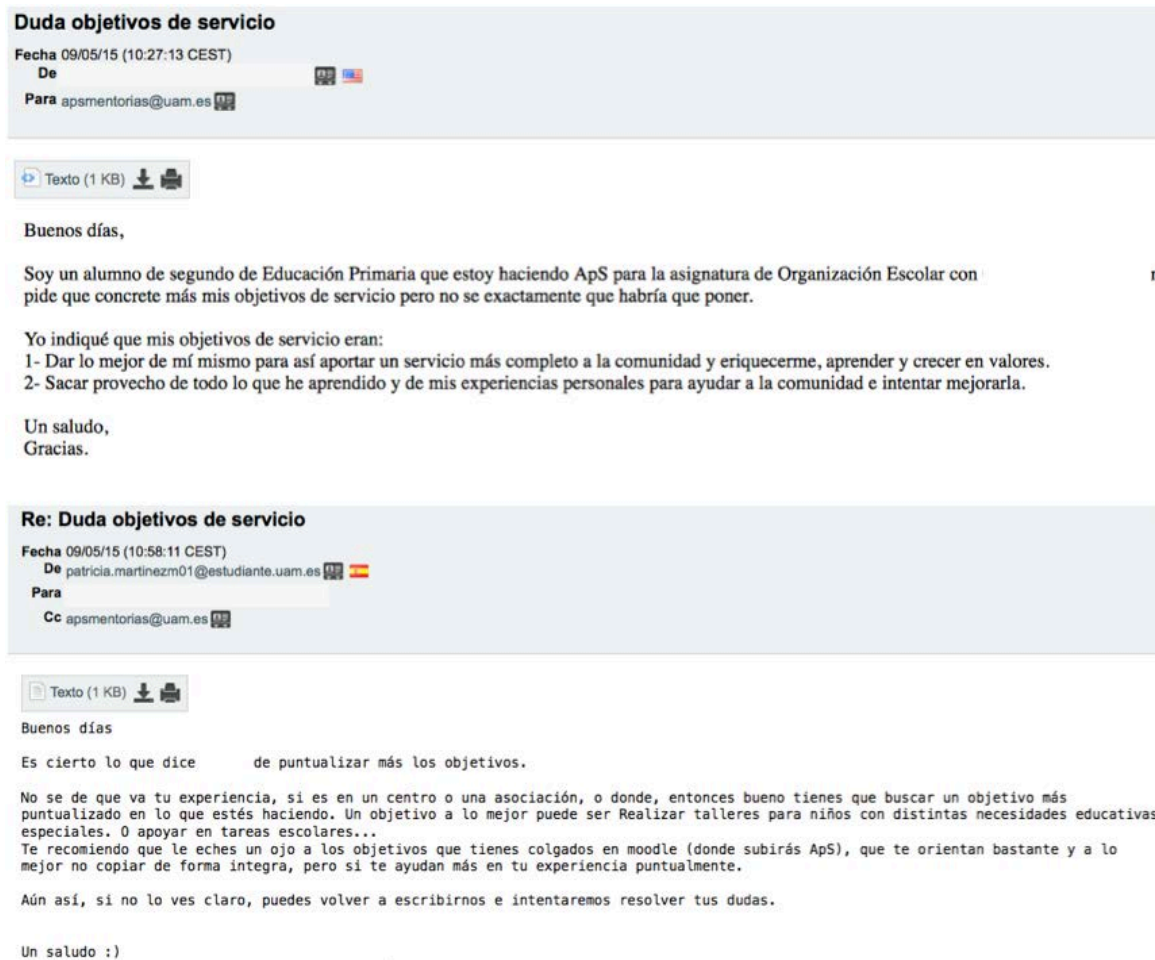 Duda objetivos de servicio
Fecha 09/05/15 (10:27:13 CEST)
De
Para apsmentorias@uam.es
Texto (1 KB)
Buenos días,
Soy un alumno de segundo de Educación Primaria que estoy haciendo ApS para la asignatura de Organización Escolar con
pide que concrete más mis objetivos de servicio pero no se exactamente que habría que poner.
Yo indiqué que mis objetivos de servicio eran:
1- Dar lo mejor de mí mismo para así aportar un servicio más completo a la comunidad y eriquecerme, aprender y crecer en valores.
2- Sacar provecho de todo lo que he aprendido y de mis experiencias personales para ayudar a la comunidad e intentar mejorarla.
Un saludo,
Gracias.
Re: Duda objetivos de servicio
Fecha 09/05/15 (10:58:11 CEST)
De patricia.martinezm01@estudiante.uam.es
Para
Cc apsmentorias@uam.es
Texto (1 KB)
Buenos días
Es cierto lo que dice de puntualizar más los objetivos.
No se de que va tu experiencia, si es en un centro o una asociación, o donde, entonces bueno tienes que buscar un objetivo más
puntualizado en lo que estés haciendo. Un objetivo a lo mejor puede ser Realizar talleres para niños con distintas necesidades educativas
especiales. O apoyar en tareas escolares...
Te recomiendo que le eches un ojo a los objetivos que tienes colgados en moodle (donde subirás ApS), que te orientan bastante y a lo
mejor no copiar de forma integra, pero si te ayudan más en tu experiencia puntualmente.
Aún así, si no lo ves claro, puedes volver a escribirnos e intentaremos resolver tus dudas.
Un saludo :)